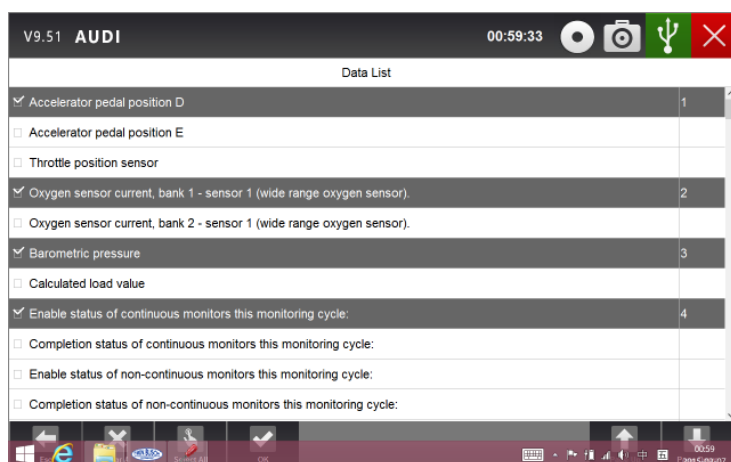 V9.51 AUDI 00:59:33
Data List
Accelerator pedal position D 1
Accelerator pedal position E
Throttle position sensor
Oxygen sensor current, bank 1 - sensor 1 (wide range oxygen sensor). 2
Oxygen sensor current, bank 2 - sensor 1 (wide range oxygen sensor).
Barometric pressure 3
Calculated load value
Enable status of continuous monitors this monitoring cycle: 4
Completion status of continuous monitors this monitoring cycle:
Enable status of non-continuous monitors this monitoring cycle:
Completion status of non-continuous monitors this monitoring cycle:
Select All OK
中 五 00:59